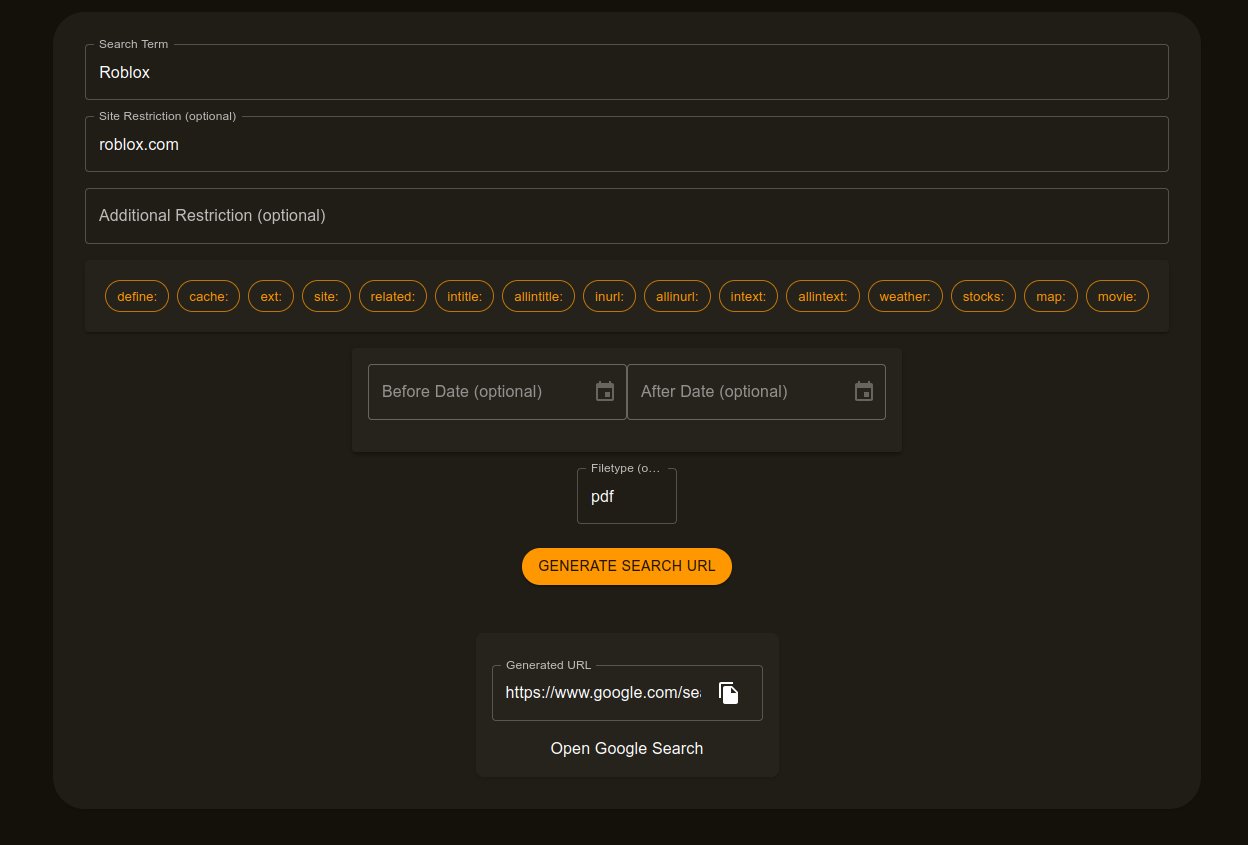 Search Term
Roblox
Site Restriction (optional)
roblox.com
Additional Restriction (optional)
define: cache: ext: site: related: intitle: allintitle: inurl: allinurl: intext: allintext: weather: stocks: map: movie:
Before Date (optional) After Date (optional)
Filetype (o...
pdf
GENERATE SEARCH URL
Generated URL
https://www.google.com/sea
Open Google Search